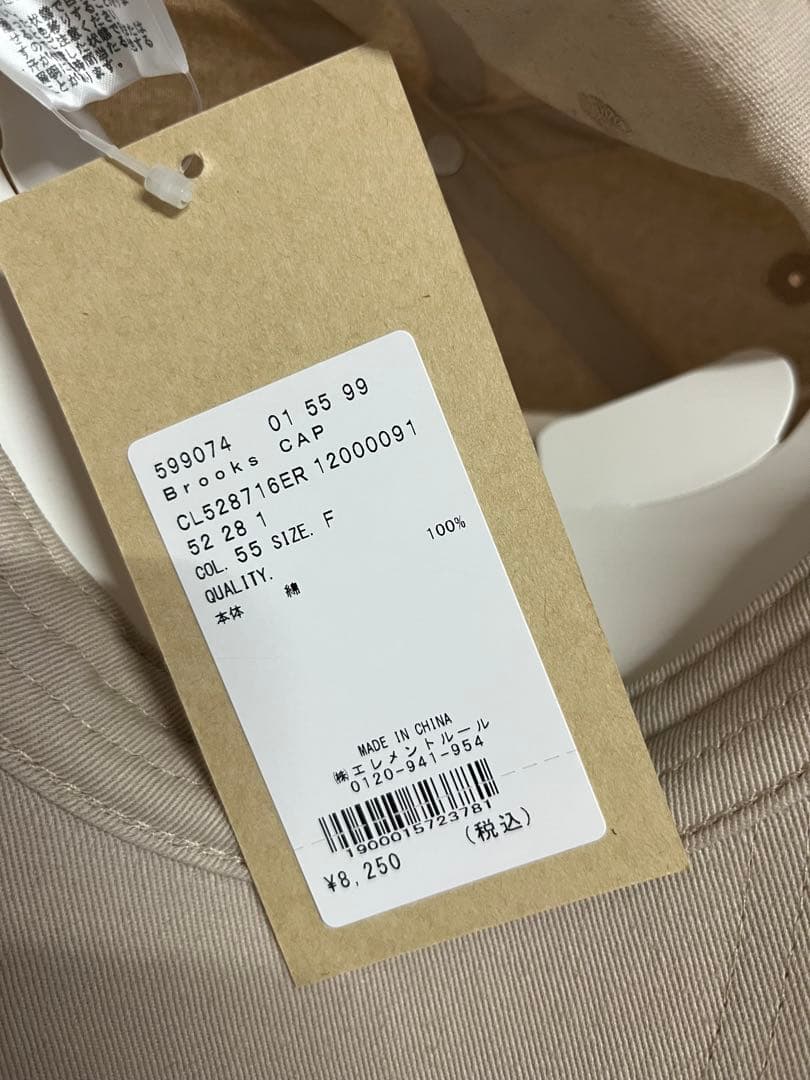 599074 01 55 99
Brooks CAP
CL528716ER 12000091
52 28 1
COL. 55 SIZE. F
QUALITY.
本体 綿 100%
MADE IN CHINA
㈱エレメントルール
0120-941-954
1900015723781
¥8,250 (税込)